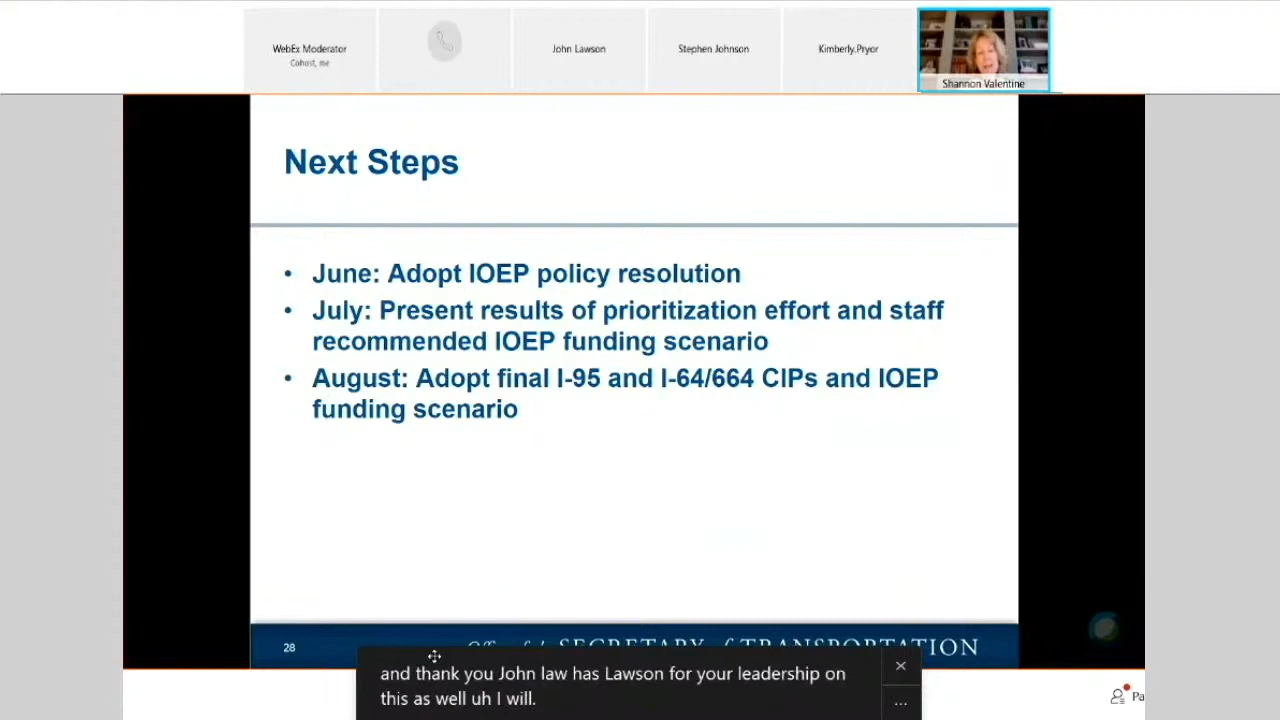 WebEx Moderator
Cohost, me
John Lawson
Stephen Johnson
Kimberly.Pryor
Shannon Valentine
Next Steps
• June: Adopt IOEP policy resolution
• July: Present results of prioritization effort and staff
recommended IOEP funding scenario
• August: Adopt final I-95 and I-64/664 CIPs and IOEP
funding scenario
28
SECRETARY of TRANSPORTATION
and thank you John law has Lawson for your leadership on
this as well uh I will.
Pa